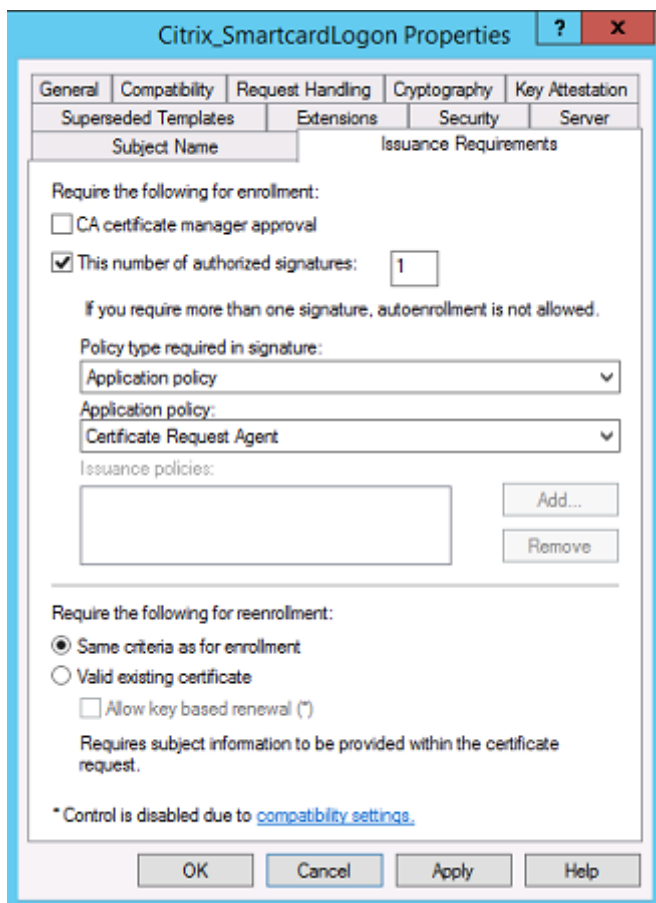 Citrix_SmartcardLogon Properties
? x
General Compatibility Request Handling Cryptography Key Attestation
Superseded Templates Extensions Security Server
Subject Name Issuance Requirements
Require the following for enrollment:
CA certificate manager approval
This number of authorized signatures: 1
If you require more than one signature, autoenrollment is not allowed.
Policy type required in signature:
Application policy
Application policy:
Certificate Request Agent
Issuance policies:
Add...
Remove
Require the following for reenrollment:
Same criteria as for enrollment
Valid existing certificate
Allow key based renewal (*)
Requires subject information to be provided within the certificate
request.
* Control is disabled due to compatibility settings.
OK Cancel Apply Help